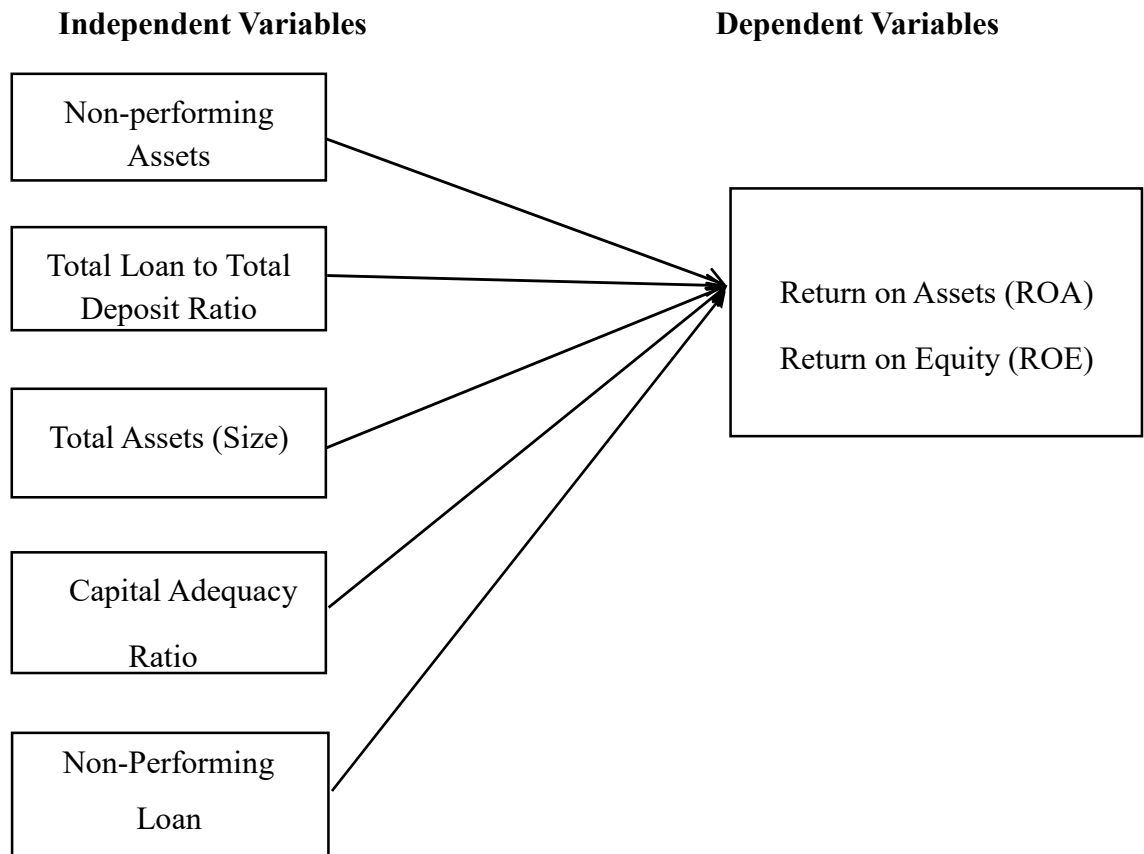 Independent Variables
Dependent Variables
Non-performing
Assets
Total Loan to Total
Deposit Ratio
Total Assets (Size)
Capital Adequacy
Ratio
Non-Performing
Loan
Return on Assets (ROA)
Return on Equity (ROE)